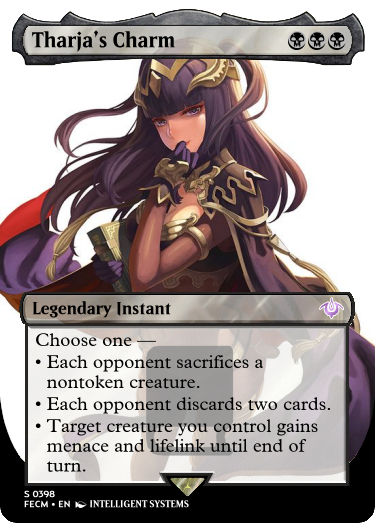 Tharja's Charm
Legendary Instant
Choose one —
• Each opponent sacrifices a
nontoken creature.
• Each opponent discards two cards.
• Target creature you control gains
menace and lifelink until end of
turn.
S 0398
FECM • EN INTELLIGENT SYSTEMS